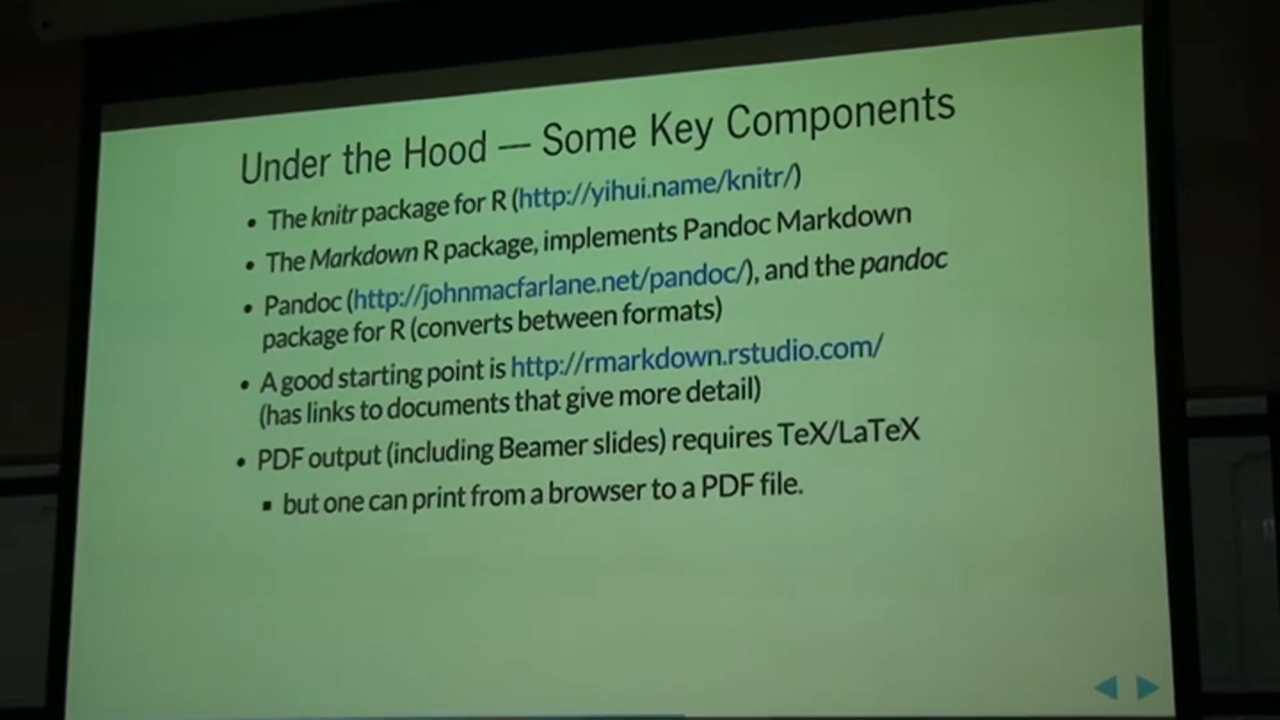 Under the Hood — Some Key Components
• The knitr package for R (http://yihui.name/knitr/)
• The Markdown R package, implements Pandoc Markdown
• Pandoc (http://johnmacfarlane.net/pandoc/), and the pandoc
package for R (converts between formats)
• A good starting point is http://rmarkdown.rstudio.com/
(has links to documents that give more detail)
• PDF output (including Beamer slides) requires TeX/LaTeX
▪ but one can print from a browser to a PDF file.